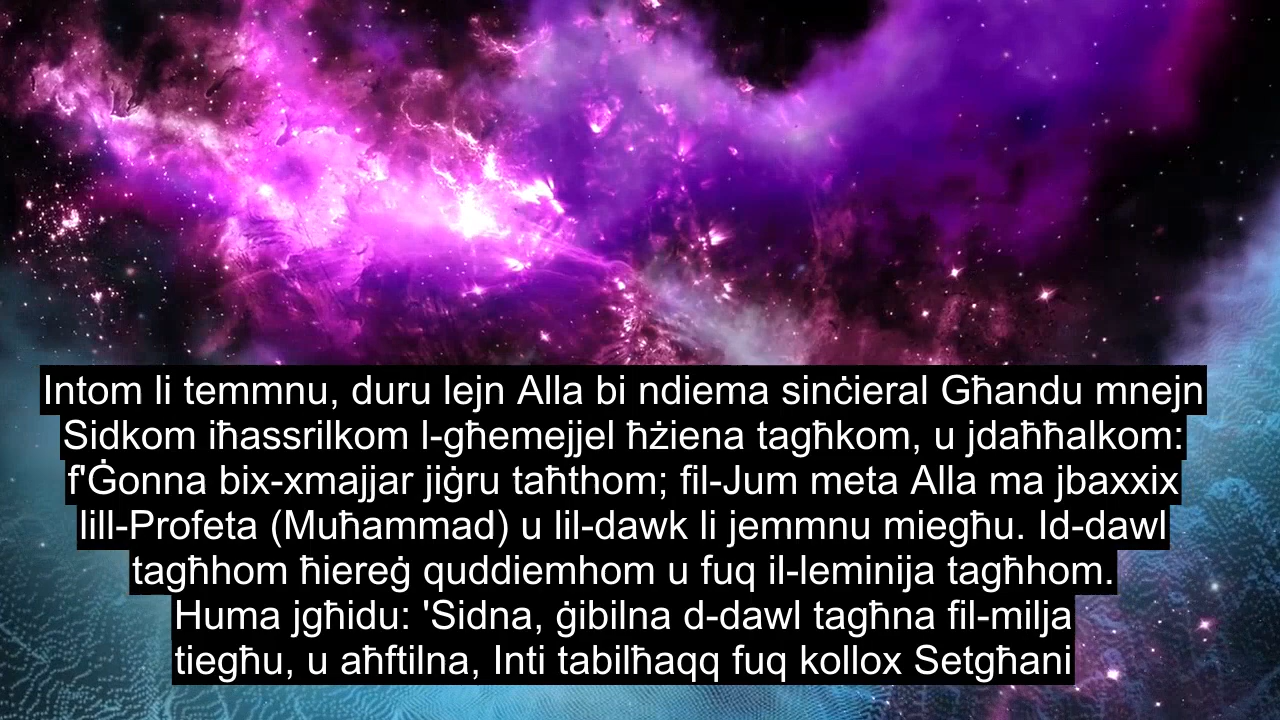 Intom li temmnu, duru lejn Alla bi ndiema sinċieral Għandu mnejn
Sidkom iħassrilkom l-għemejjel ħżiena tagħkom, u jdaħħalkom:
f'Ġonna bix-xmajjar jiġru taħthom; fil-Jum meta Alla ma jbaxxix
lill-Profeta (Muħammad) u lil-dawk li jemmnu miegħu. Id-dawl
tagħhom ħiereġ quddiemhom u fuq il-leminija tagħhom.
Huma jgħidu: 'Sidna, ġibilna d-dawl tagħna fil-milja
tiegħu, u aħftilna, Inti tabilħaqq fuq kollox Setgħani